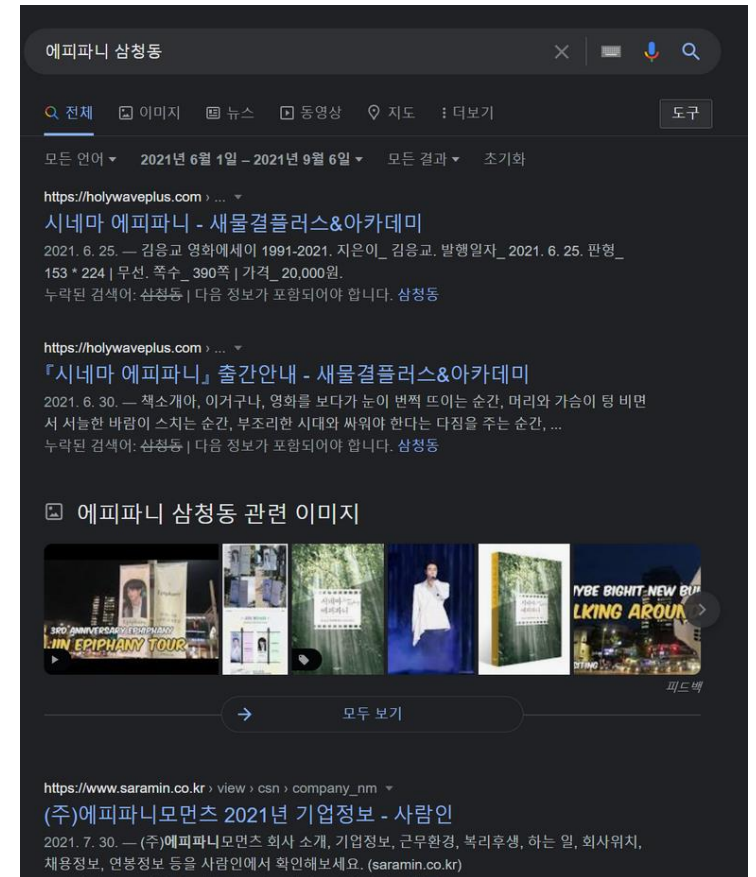 에피파니 삼청동
전체 이미지 뉴스 동영상 지도 더보기 도구
모든 언어 2021년 6월 1일 – 2021년 9월 6일 모든 결과 초기화
https://holywaveplus.com › ...
시네마 에피파니 - 새물결플러스&아카데미
2021. 6. 25. — 김응교 영화에세이 1991-2021. 지은이_ 김응교. 발행일자_ 2021. 6. 25. 판형_
153 * 224 | 무선. 쪽수_ 390쪽 | 가격_ 20,000원.
누락된 검색어: 삼청동 | 다음 정보가 포함되어야 합니다. 삼청동
https://holywaveplus.com › ...
『시네마 에피파니』 출간안내 - 새물결플러스&아카데미
2021. 6. 30. — 책소개아, 이거구나, 영화를 보다가 눈이 번쩍 뜨이는 순간, 머리와 가슴이 텅 비면
서 서늘한 바람이 스치는 순간, 부조리한 시대와 싸워야 한다는 다짐을 주는 순간, ...
누락된 검색어: 삼청동 | 다음 정보가 포함되어야 합니다. 삼청동
에피파니 삼청동 관련 이미지
3RD ANNIVERSARY EPIPHANY
JIN EPIPHANY TOUR
시네마
에피파니
BIGHIT NEW
피드백
모두 보기
https://www.saramin.co.kr › view › csn › company_nm
(주)에피파니모먼츠 2021년 기업정보 - 사람인
2021. 7. 30. — (주)에피파니모먼츠 회사 소개, 기업정보, 근무환경, 복리후생, 하는 일, 회사위치,
채용정보, 연봉정보 등을 사람인에서 확인해보세요. (saramin.co.kr)